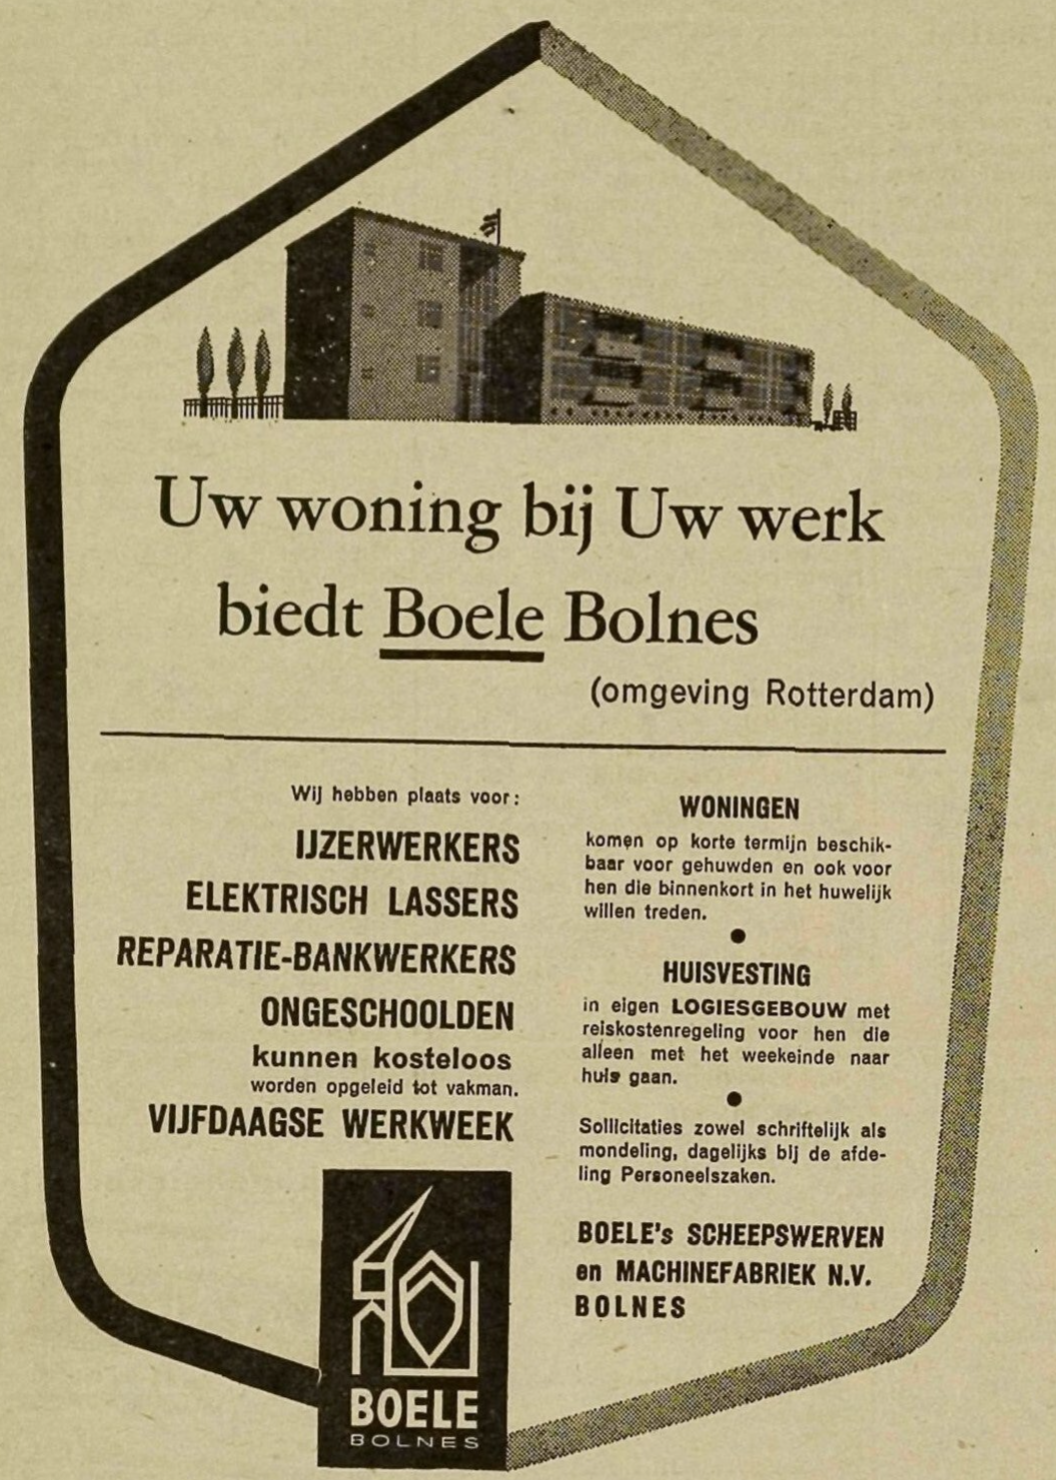 Uw woning bij Uw werk
biedt Boele Bolnes
(omgeving Rotterdam)
Wij hebben plaats voor:
IJZERWERKERS
ELEKTRISCH LASSERS
REPARATIE-BANKWERKERS
ONGESCHOOLDEN
kunnen kosteloos
worden opgeleid tot vakman.
VIJFDAAGSE WERKWEEK
WONINGEN
komen op korte termijn beschik-
baar voor gehuwden en ook voor
hen die binnenkort in het huwelijk
willen treden.
●
HUISVESTING
in eigen LOGIESGEBOUW met
reiskostenregeling voor hen die
alleen met het weekeinde naar
huis gaan.
●
Sollicitaties zowel schriftelijk als
mondeling, dagelijks bij de afde-
ling Personeelszaken.
BOELE's SCHEEPSWERVEN
en MACHINEFABRIEK N.V.
BOLNES
BOELE
BOLNES